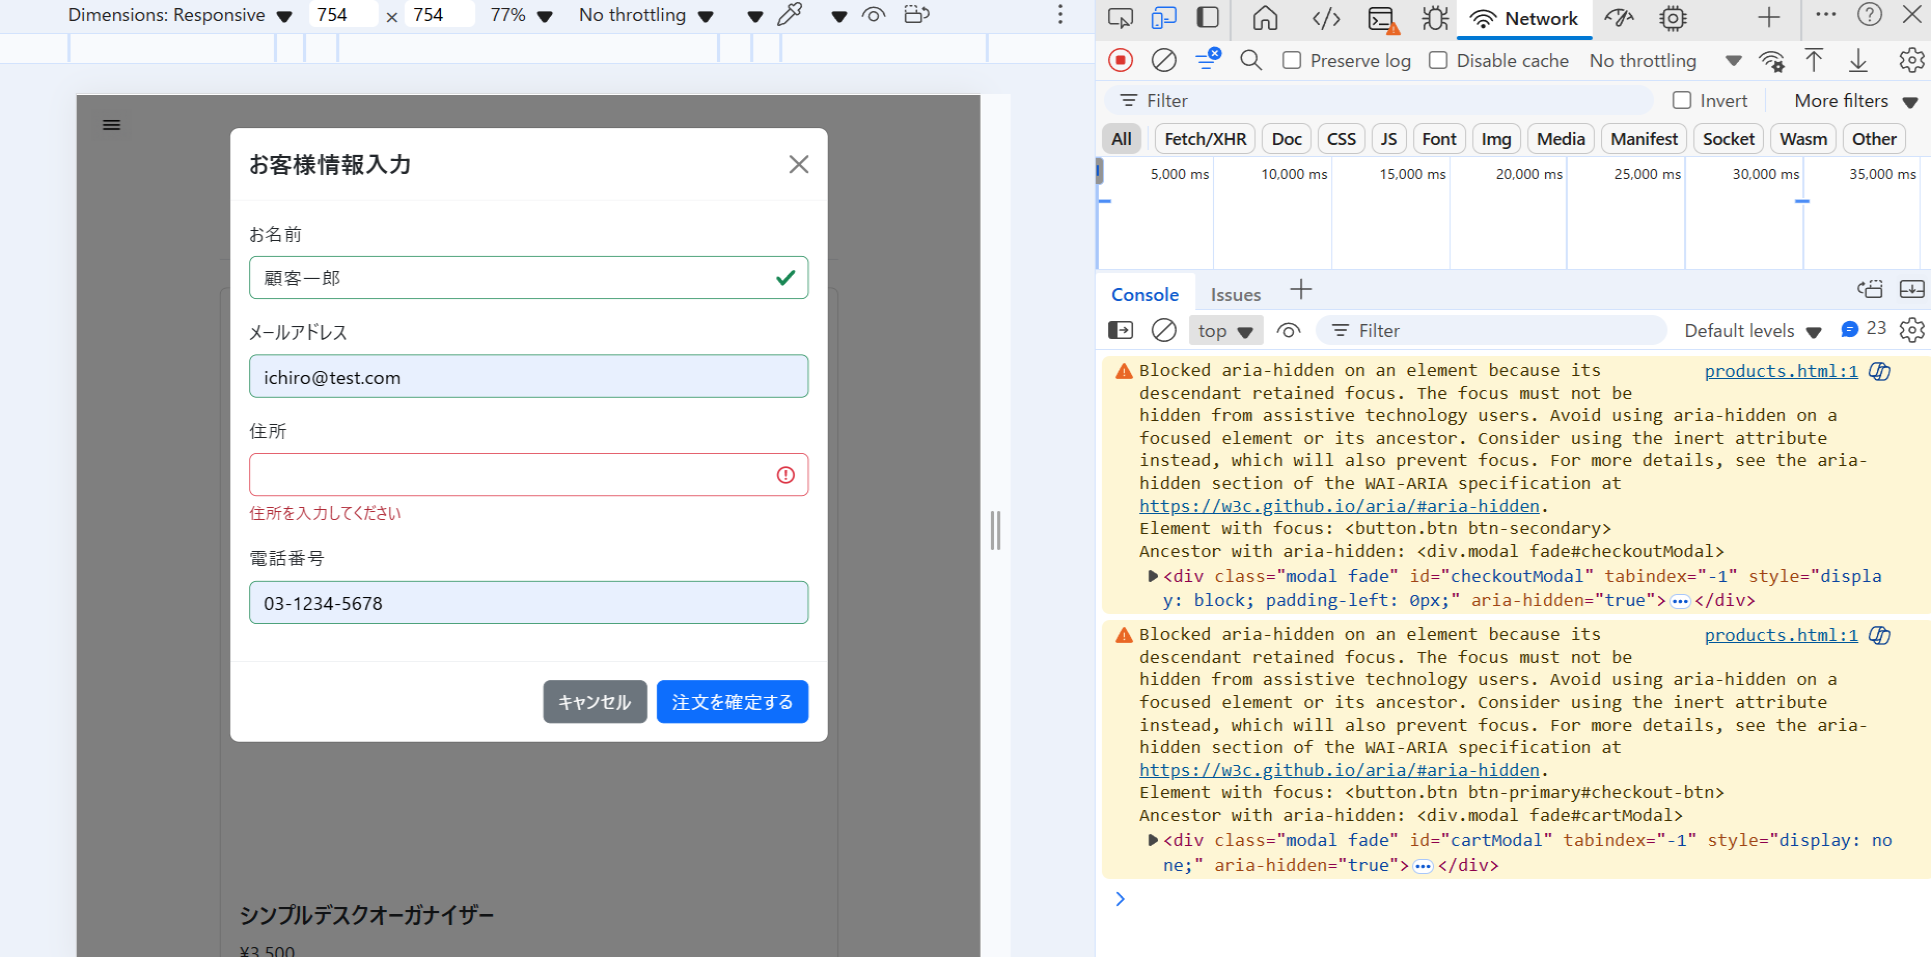 Dimensions: Responsive 754 × 754 77% No throttling
お客様情報入力
お名前
顧客一郎
メールアドレス
ichiro@test.com
住所
住所を入力してください
電話番号
03-1234-5678
キャンセル 注文を確定する
シンプルデスクオーガナイザー
¥3,500
Network
Preserve log Disable cache No throttling
Filter Invert More filters
All Fetch/XHR Doc CSS JS Font Img Media Manifest Socket Wasm Other
5,000 ms 10,000 ms 15,000 ms 20,000 ms 25,000 ms 30,000 ms 35,000 ms
Console Issues
top Filter Default levels 23
Blocked aria-hidden on an element because its products.html:1
descendant retained focus. The focus must not be
hidden from assistive technology users. Avoid using aria-hidden on a
focused element or its ancestor. Consider using the inert attribute
instead, which will also prevent focus. For more details, see the aria-
hidden section of the WAI-ARIA specification at
https://w3c.github.io/aria/#aria-hidden.
Element with focus: <button.btn btn-secondary>
Ancestor with aria-hidden: <div.modal fade#checkoutModal>
<div class="modal fade" id="checkoutModal" tabindex="-1" style="displa
y: block; padding-left: 0px;" aria-hidden="true">…</div>
Blocked aria-hidden on an element because its products.html:1
descendant retained focus. The focus must not be
hidden from assistive technology users. Avoid using aria-hidden on a
focused element or its ancestor. Consider using the inert attribute
instead, which will also prevent focus. For more details, see the aria-
hidden section of the WAI-ARIA specification at
https://w3c.github.io/aria/#aria-hidden.
Element with focus: <button.btn btn-primary#checkout-btn>
Ancestor with aria-hidden: <div.modal fade#cartModal>
<div class="modal fade" id="cartModal" tabindex="-1" style="display: no
ne;" aria-hidden="true">…</div>